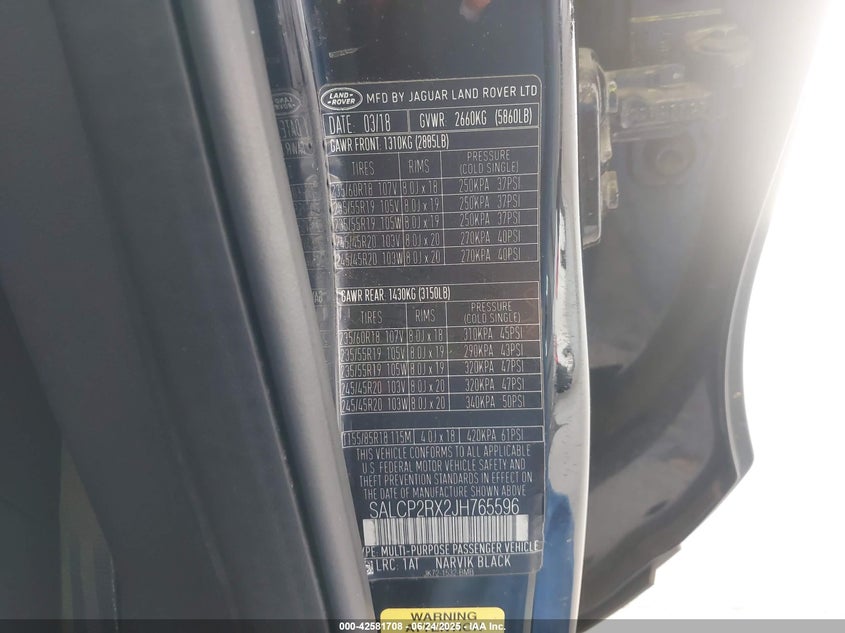 LAND ROVER MFD BY JAGUAR LAND ROVER LTD
DATE: 03/18 GVWR: 2660KG (5860LB)
GAWR FRONT: 1310KG (2885LB)
TIRES RIMS PRESSURE (COLD SINGLE)
235/60R18 107V 8.0J x 18 250KPA 37PSI
235/55R19 105V 8.0J x 19 250KPA 37PSI
235/55R19 105W 8.0J x 19 250KPA 37PSI
245/45R20 103V 8.0J x 20 270KPA 40PSI
245/45R20 103W 8.0J x 20 270KPA 40PSI
GAWR REAR: 1430KG (3150LB)
TIRES RIMS PRESSURE (COLD SINGLE)
235/60R18 107V 8.0J x 18 310KPA 45PSI
235/55R19 105V 8.0J x 19 290KPA 43PSI
235/55R19 105W 8.0J x 19 320KPA 47PSI
245/45R20 103V 8.0J x 20 320KPA 47PSI
245/45R20 103W 8.0J x 20 340KPA 50PSI
T155/85R18 115M 4.0J x 18 420KPA 61PSI
THIS VEHICLE CONFORMS TO ALL APPLICABLE
U.S. FEDERAL MOTOR VEHICLE SAFETY AND
THEFT PREVENTION STANDARDS IN EFFECT ON
THE DATE OF MANUFACTURE SHOWN ABOVE
SALCP2RX2JH765596
YPE: MULTI-PURPOSE PASSENGER VEHICLE
LRC: 1AT NARVIK BLACK
JK72-1532-BMB
WARNING
000-42581708 - 06/24/2025 - IAA Inc.